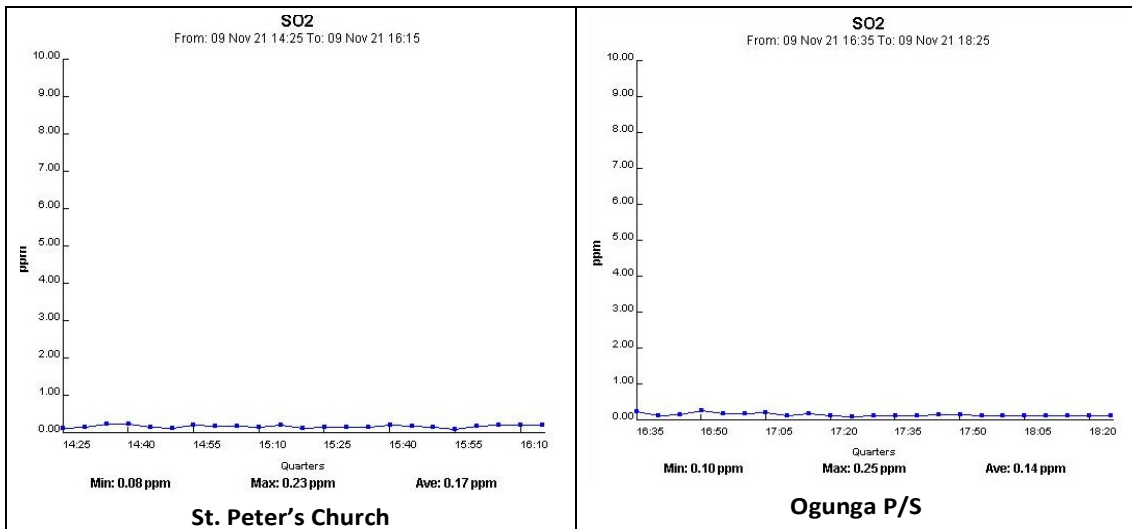 SO2
From: 09 Nov 21 14:25 To: 09 Nov 21 16:15
10.00
9.00
8.00
7.00
6.00
5.00
ppm
4.00
3.00
2.00
1.00
0.00
14:25 14:40 14:55 15:10 15:25 15:40 15:55 16:10
Quarters
Min: 0.08 ppm Max: 0.23 ppm Ave: 0.17 ppm
St. Peter’s Church
SO2
From: 09 Nov 21 16:35 To: 09 Nov 21 18:25
10.00
9.00
8.00
7.00
6.00
5.00
ppm
4.00
3.00
2.00
1.00
0.00
16:35 16:50 17:05 17:20 17:35 17:50 18:05 18:20
Quarters
Min: 0.10 ppm Max: 0.25 ppm Ave: 0.14 ppm
Ogunga P/S